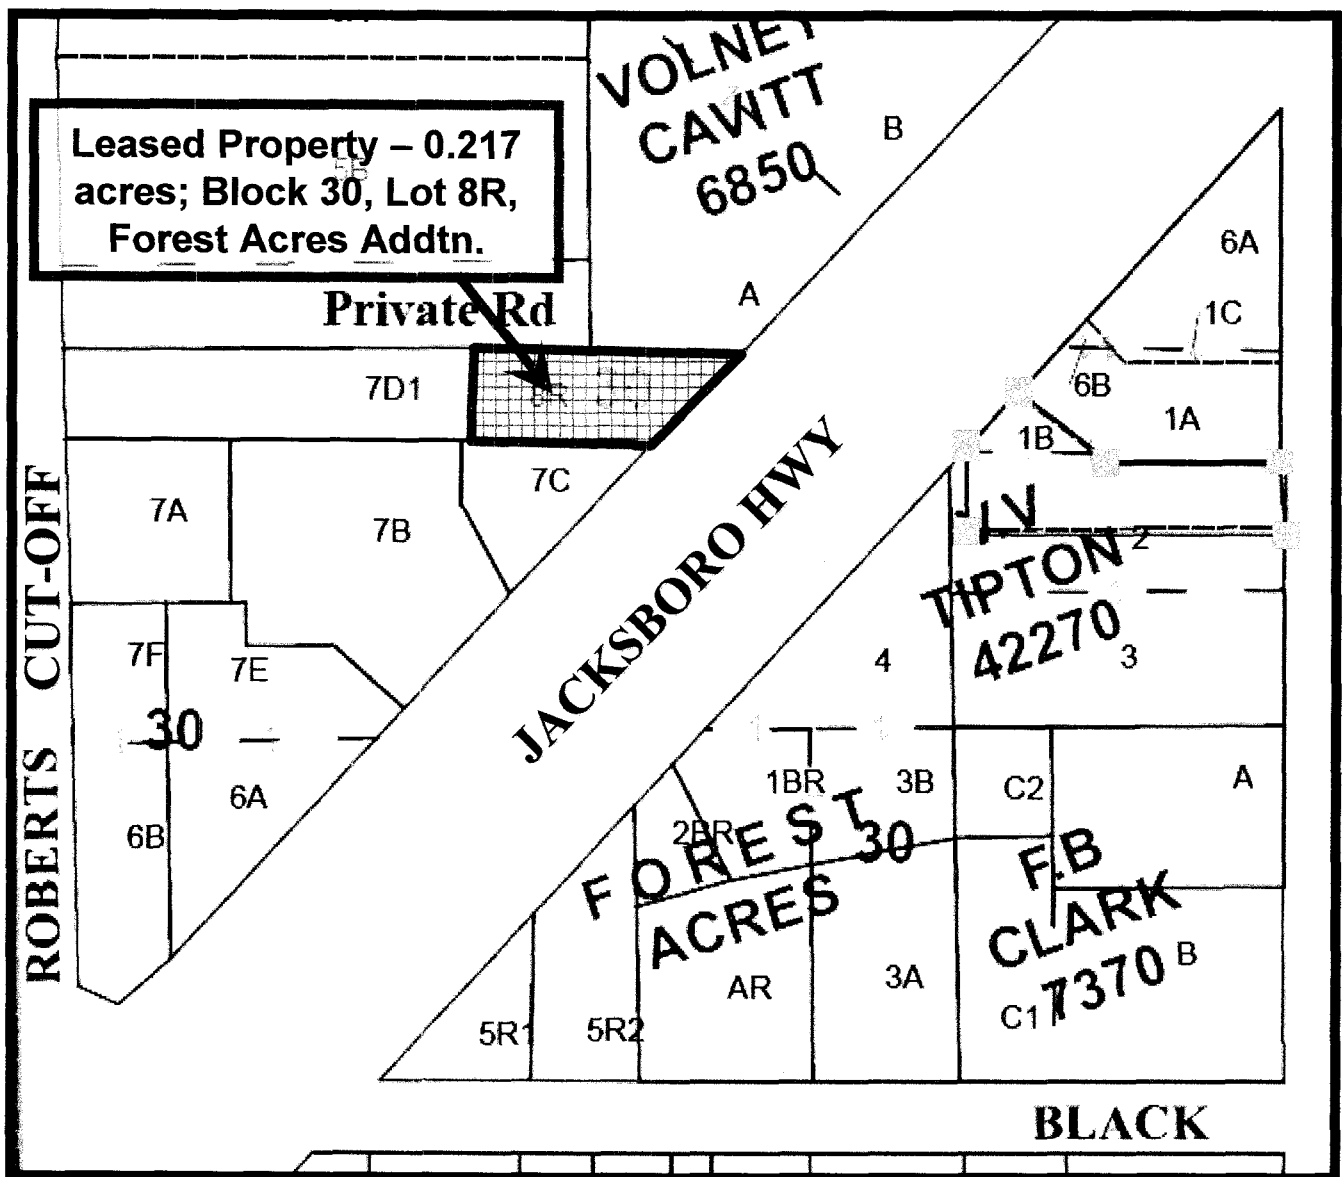 VOLNEY
CAWTT
6850
B
Leased Property – 0.217
acres; Block 30, Lot 8R,
Forest Acres Addtn.
6A
A
Private Rd
1C
7D1
6B
1A
1B
7C
7A
7B
J.V
TIPTON
42270
2
JACKSBORO HWY
ROBERTS CUT-OFF
7F
7E
4
3
30
6A
6B
1BR
3B
C2
A
2BR
FOREST
ACRES
30
F.B
CLARK
7370
AR
3A
B
C1
5R1
5R2
BLACK